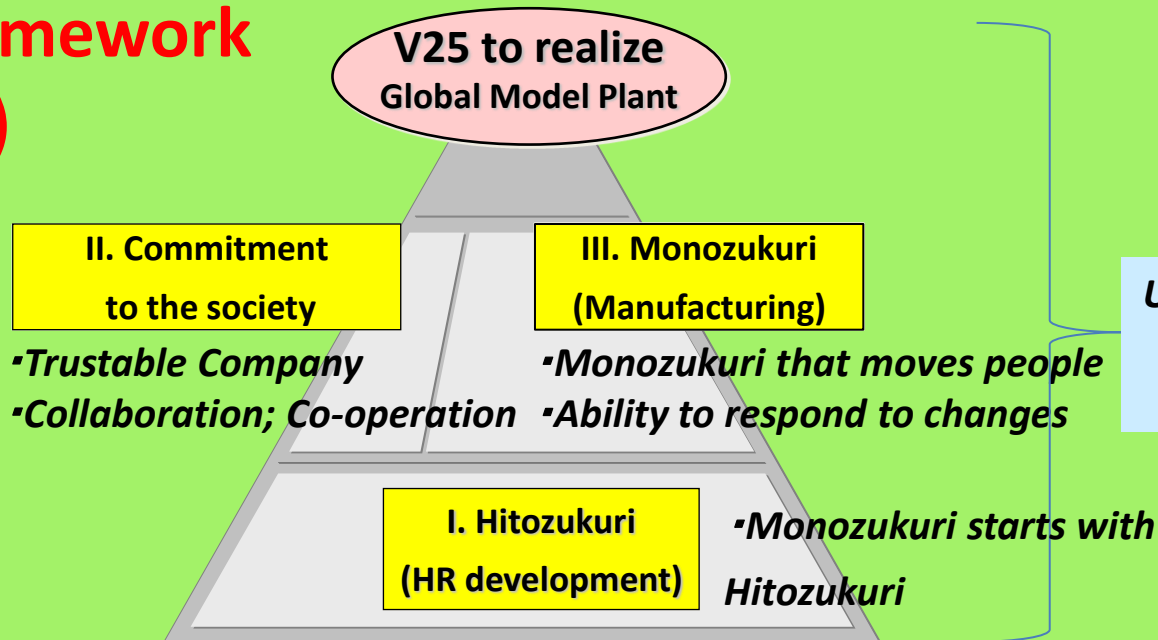 mework
)
V25 to realize
Global Model Plant
II. Commitment
to the society
・Trustable Company
・Collaboration; Co-operation
III. Monozukuri
(Manufacturing)
・Monozukuri that moves people
・Ability to respond to changes
I. Hitozukuri
(HR development)
・Monozukuri starts with
Hitozukuri
U